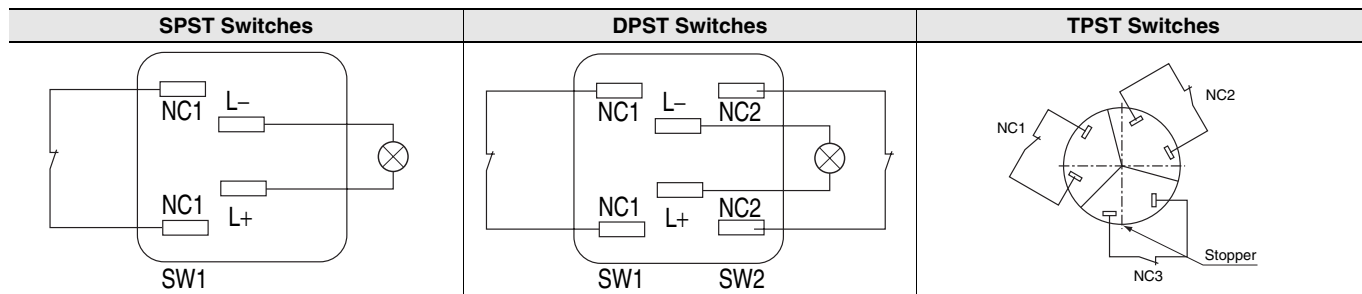 SPST Switches
DPST Switches
TPST Switches
NC1
L−
NC1
L+
SW1
NC1
L−
NC2
NC1
L+
NC2
SW1
SW2
NC2
NC1
Stopper
NC3